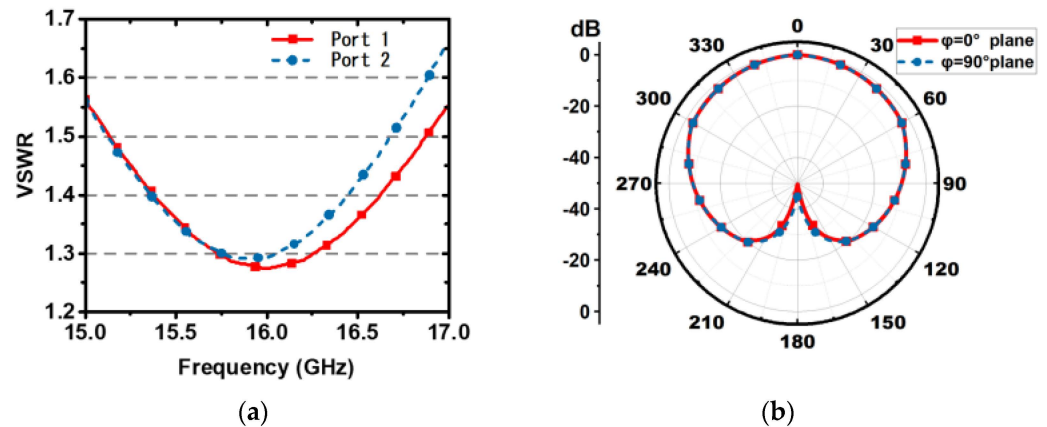 1.7
1.6
1.5
1.4
1.3
1.2
VSWR
Port 1
Port 2
15.0 15.5 16.0 16.5 17.0
Frequency (GHz)
(a)
dB
0
-20
-40
-40
-20
0
0
30
60
90
120
150
180
210
240
270
300
330
φ=0° plane
φ=90°plane
(b)